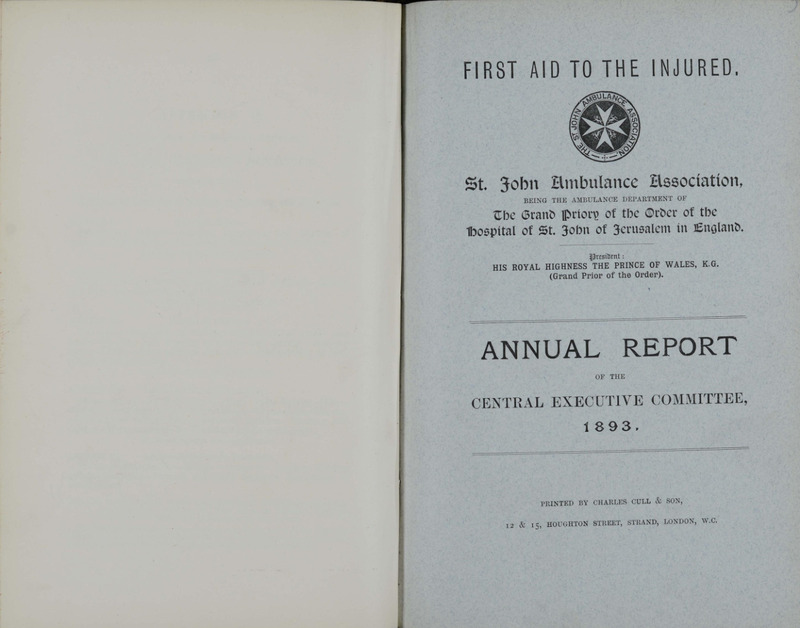 FIRST AID TO THE INJURED.
THE ST JOHN AMBULANCE ASSOCIATION
St. John Ambulance Association,
BEING THE AMBULANCE DEPARTMENT OF
The Grand Priory of the Order of the
Hospital of St. John of Jerusalem in England.
President:
HIS ROYAL HIGHNESS THE PRINCE OF WALES, K.G.
(Grand Prior of the Order).
ANNUAL REPORT
OF THE
CENTRAL EXECUTIVE COMMITTEE,
1893.
PRINTED BY CHARLES CULL & SON,
12 & 15, HOUGHTON STREET, STRAND, LONDON, W.C.